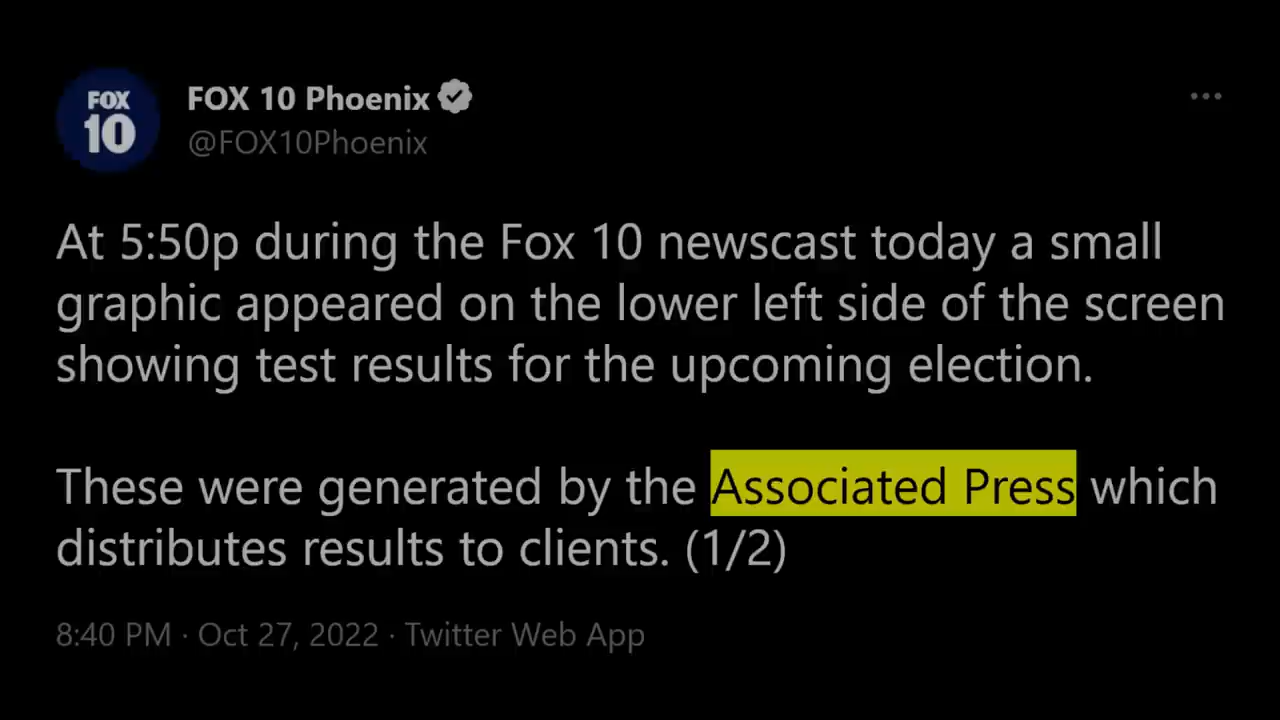 FOX
10
FOX 10 Phoenix
@FOX10Phoenix
At 5:50p during the Fox 10 newscast today a small
graphic appeared on the lower left side of the screen
showing test results for the upcoming election.
These were generated by the Associated Press which
distributes results to clients. (1/2)
8:40 PM · Oct 27, 2022 · Twitter Web App